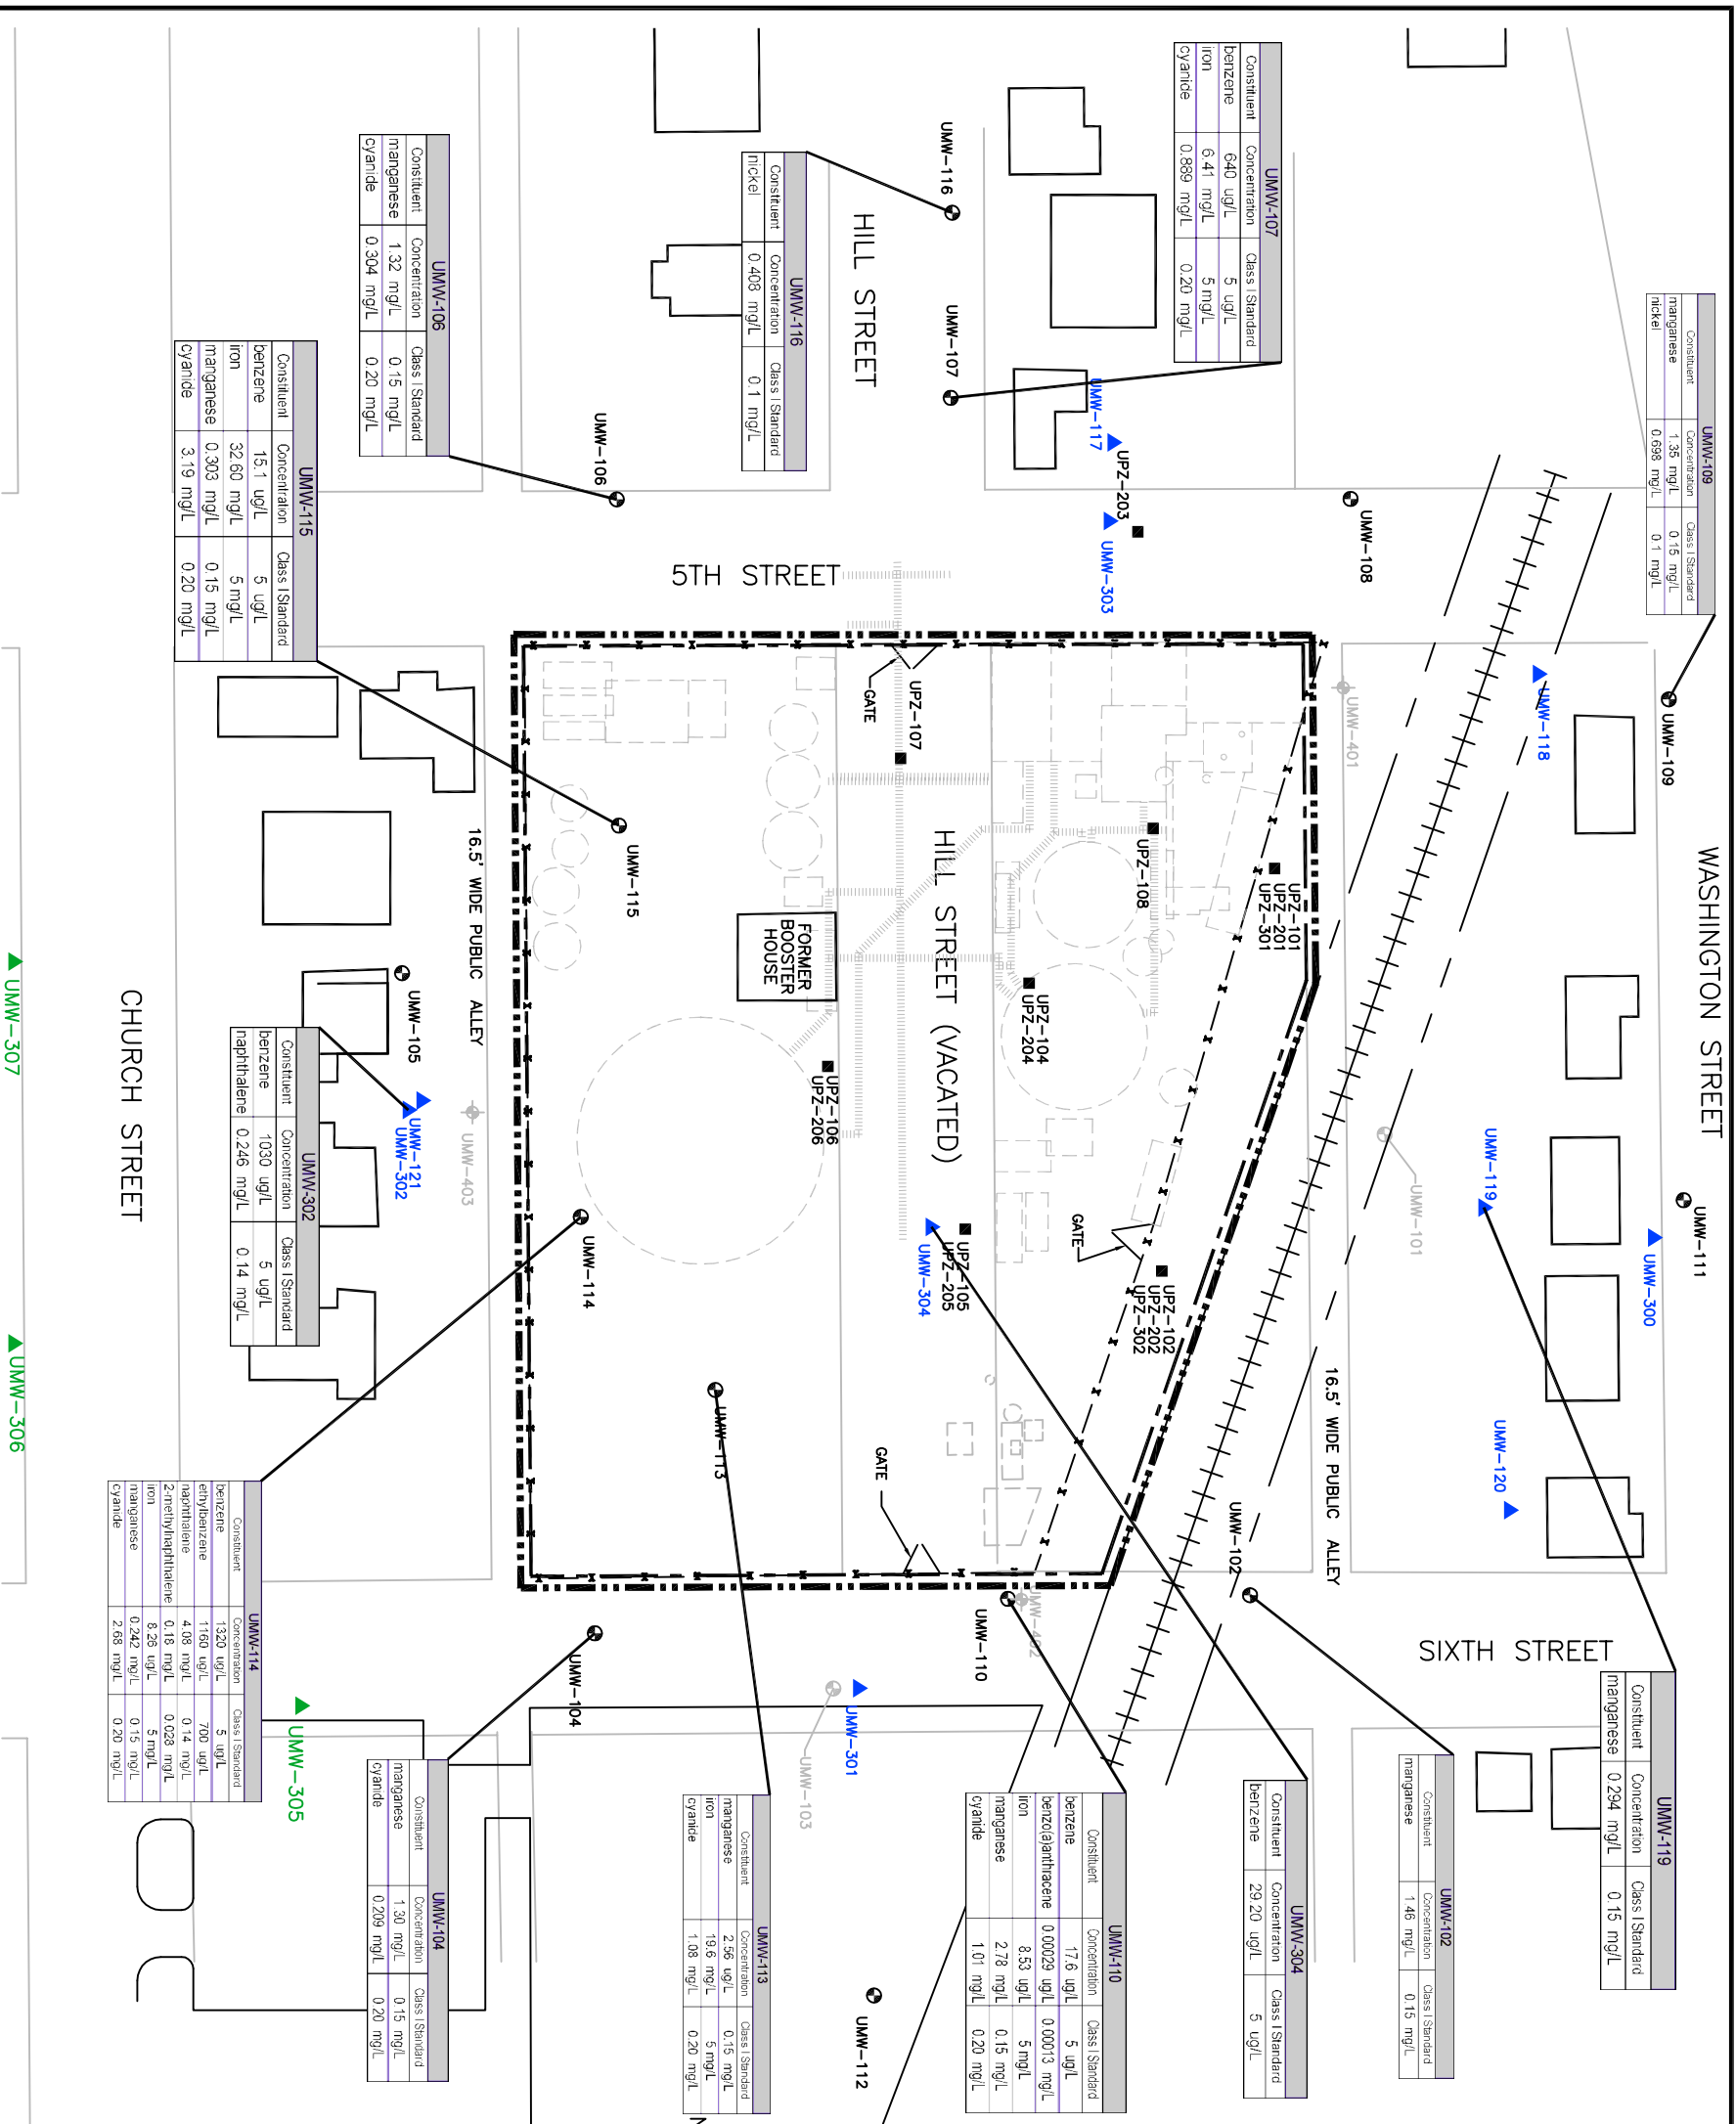 WASHINGTON STREET
UMW-109
Constituent Concentration Class I Standard
manganese 1.35 mg/L 0.15 mg/L
nickel 0.698 mg/L 0.1 mg/L
UMW-109
UMW-118
UMW-111
UMW-300
UMW-119
UMW-120
UMW-119
Constituent Concentration Class I Standard
manganese 0.294 mg/L 0.15 mg/L
SIXTH STREET
UMW-102
Constituent Concentration Class I Standard
manganese 1.46 mg/L 0.15 mg/L
UMW-108
UMW-401
UMW-101
16.5' WIDE PUBLIC ALLEY
UMW-102
UMW-107
Constituent Concentration Class I Standard
benzene 640 ug/L 5 ug/L
iron 6.41 mg/L 5 mg/L
cyanide 0.889 mg/L 0.20 mg/L
UMW-304
Constituent Concentration Class I Standard
benzene 29.20 ug/L 5 ug/L
UPZ-101
UPZ-201
UPZ-301
UPZ-102
UPZ-202
UPZ-302
GATE
UMW-117
UPZ-203
UMW-303
UPZ-108
UPZ-104
UPZ-204
UMW-110
Constituent Concentration Class I Standard
benzene 17.6 ug/L 5 ug/L
benzo(a)anthracene 0.00029 ug/L 0.00013 mg/L
iron 8.53 ug/L 5 mg/L
manganese 2.78 mg/L 0.15 mg/L
cyanide 1.01 mg/L 0.20 mg/L
UMW-402
UMW-110
UMW-116
UMW-107
HILL STREET
HILL STREET (VACATED)
UPZ-107
GATE
UPZ-105
UPZ-205
UMW-304
GATE
UMW-301
UMW-103
UMW-112
5TH STREET
FORMER
BOOSTER
HOUSE
UPZ-106
UPZ-206
UMW-116
Constituent Concentration Class I Standard
nickel 0.408 mg/L 0.1 mg/L
UMW-113
UMW-113
Constituent Concentration Class I Standard
manganese 2.56 ug/L 0.15 mg/L
iron 19.6 mg/L 5 mg/L
cyanide 1.08 mg/L 0.20 mg/L
N
UMW-106
UMW-115
UMW-114
UMW-104
16.5' WIDE PUBLIC ALLEY
UMW-403
UMW-106
Constituent Concentration Class I Standard
manganese 1.32 mg/L 0.15 mg/L
cyanide 0.304 mg/L 0.20 mg/L
UMW-105
UMW-121
UMW-302
UMW-104
Constituent Concentration Class I Standard
manganese 1.30 mg/L 0.15 mg/L
cyanide 0.209 mg/L 0.20 mg/L
UMW-115
Constituent Concentration Class I Standard
benzene 15.1 ug/L 5 ug/L
iron 32.60 mg/L 5 mg/L
manganese 0.303 mg/L 0.15 mg/L
cyanide 3.19 mg/L 0.20 mg/L
UMW-302
Constituent Concentration Class I Standard
benzene 1030 ug/L 5 ug/L
naphthalene 0.246 mg/L 0.14 mg/L
UMW-305
UMW-114
Constituent Concentration Class I Standard
benzene 1320 ug/L 5 ug/L
ethylbenzene 1160 ug/L 700 ug/L
naphthalene 4.08 mg/L 0.14 mg/L
2-methylnaphthalene 0.18 mg/L 0.028 mg/L
iron 8.26 ug/L 5 mg/L
manganese 0.242 mg/L 0.15 mg/L
cyanide 2.68 mg/L 0.20 mg/L
CHURCH STREET
UMW-307
UMW-306